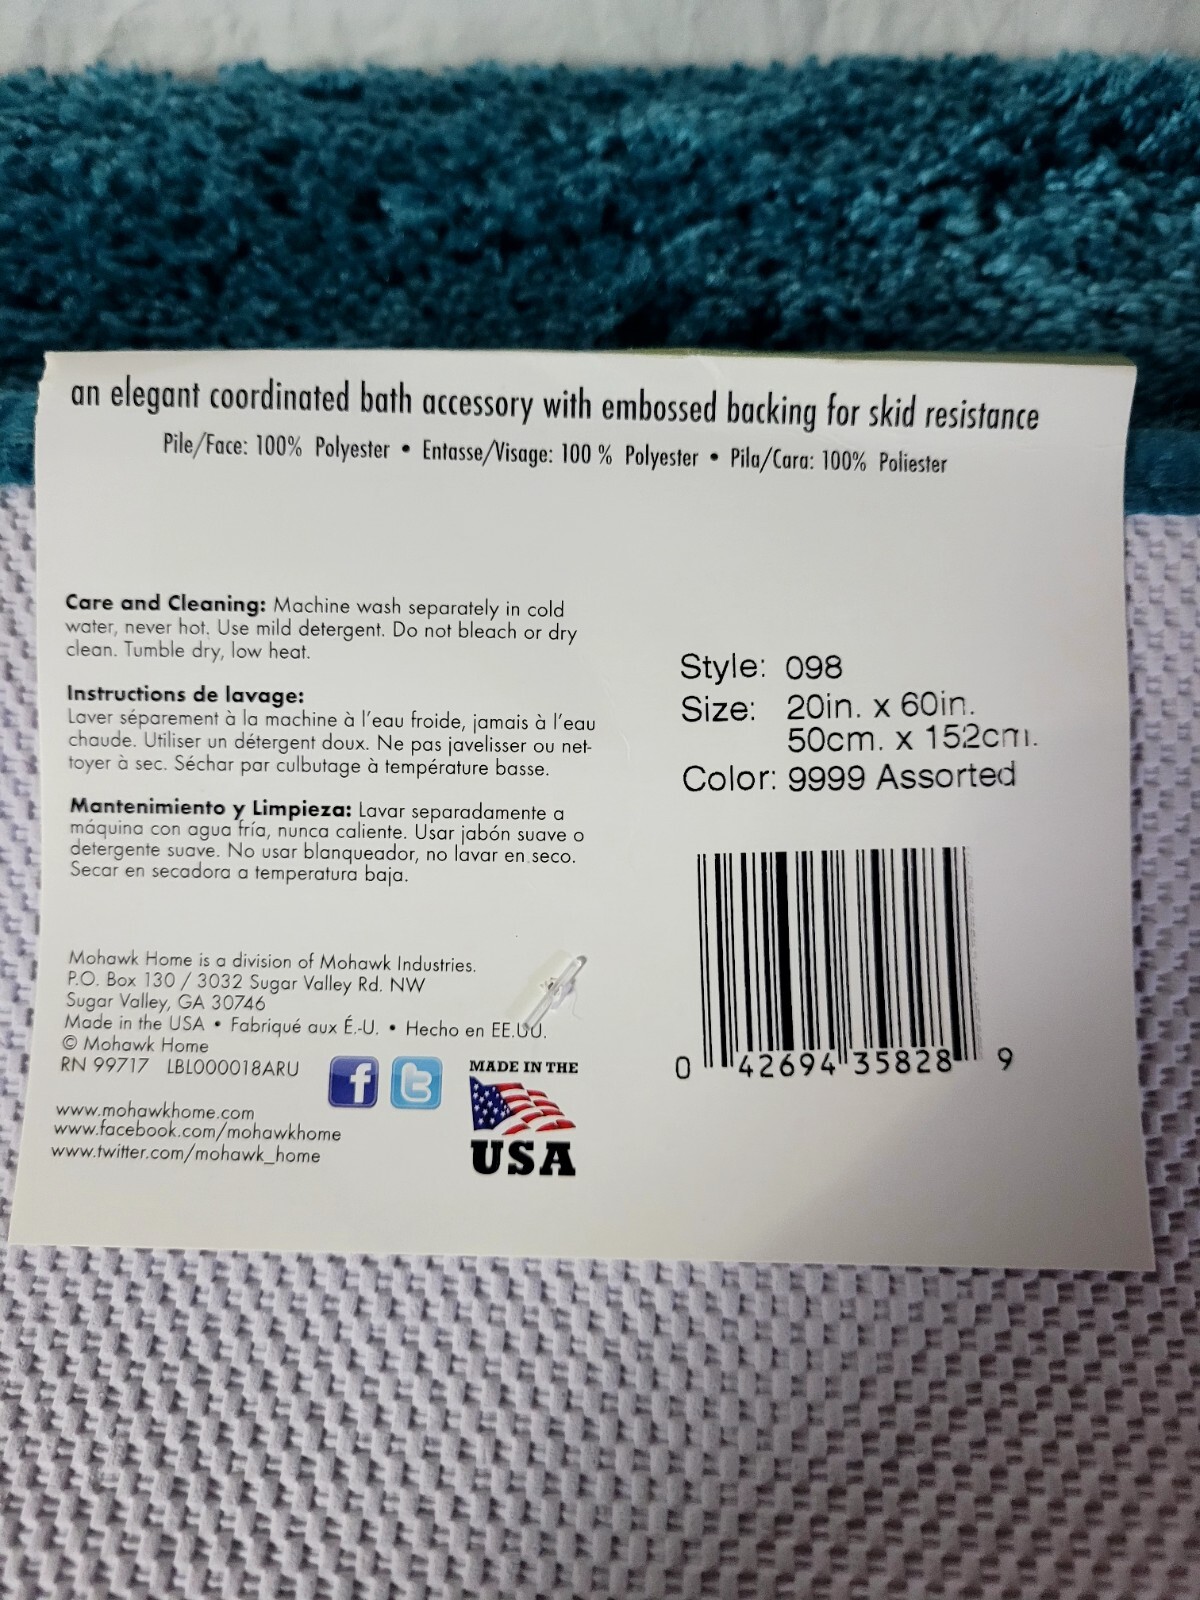 an elegant coordinated bath accessory with embossed backing for skid resistance
Pile/Face: 100% Polyester • Entasse/Visage: 100 % Polyester • Pila/Cara: 100% Poliester
Care and Cleaning: Machine wash separately in cold
water, never hot. Use mild detergent. Do not bleach or dry
clean. Tumble dry, low heat.
Instructions de lavage:
Laver séparement à la machine à l'eau froide, jamais à l'eau
chaude. Utiliser un détergent doux. Ne pas javelisser ou net-
toyer à sec. Séchar par culbutage à température basse.
Mantenimiento y Limpieza: Lavar separadamente a
máquina con agua fría, nunca caliente. Usar jabón suave o
detergente suave. No usar blanqueador, no lavar en seco.
Secar en secadora a temperatura baja.
Mohawk Home is a division of Mohawk Industries.
P.O. Box 130 / 3032 Sugar Valley Rd. NW
Sugar Valley, GA 30746
Made in the USA • Fabriqué aux É.-U. • Hecho en EE.UU.
© Mohawk Home
RN 99717 LBL000018ARU
www.mohawkhome.com
www.facebook.com/mohawkhome
www.twitter.com/mohawk_home
f
t
MADE IN THE
USA
Style: 098
Size: 20in. x 60in.
50cm. x 152cm.
Color: 9999 Assorted
0 42694 35828 9